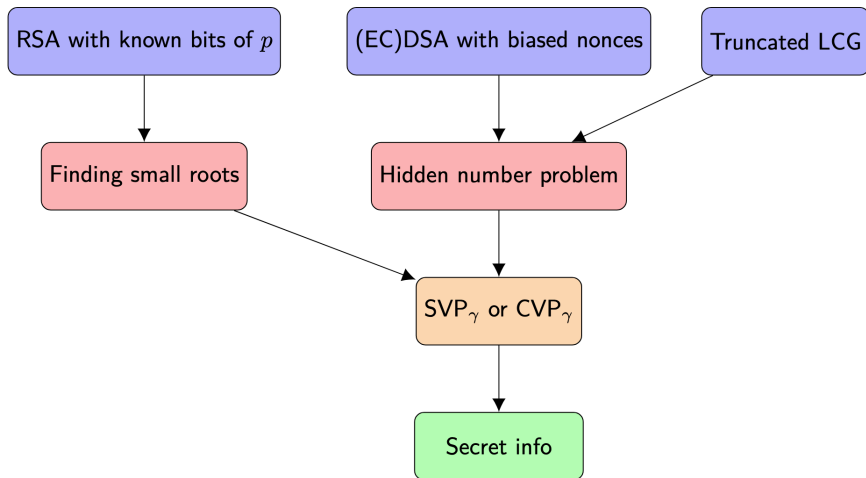 RSA with known bits of p
(EC)DSA with biased nonces
Truncated LCG
Finding small roots
Hidden number problem
SVPγ or CVPγ
Secret info